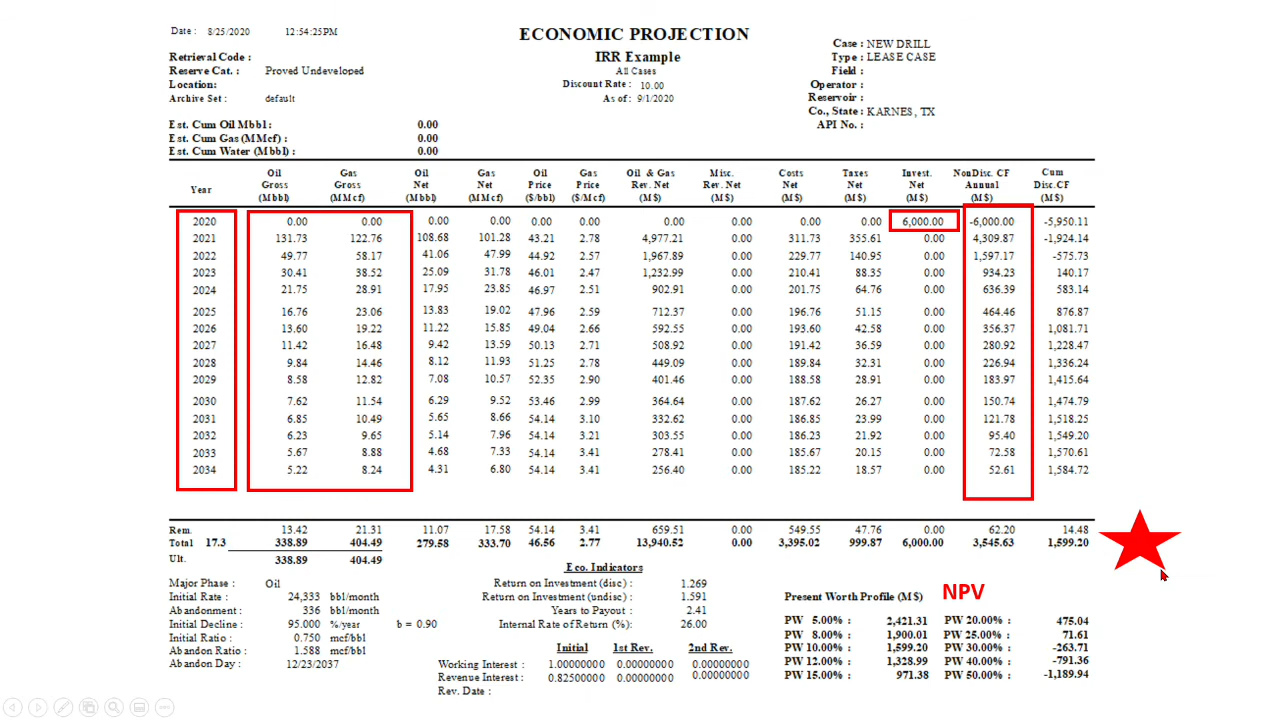 Date : 8/25/2020 12:54:25PM
ECONOMIC PROJECTION
IRR Example
All Cases
Discount Rate : 10.00
As of : 9/1/2020
Case : NEW DRILL
Type : LEASE CASE
Field :
Operator :
Reservoir :
Co., State : KARNES, TX
API No. :
Retrieval Code :
Reserve Cat. : Proved Undeveloped
Location:
Archive Set : default
Est. Cum Oil Mbbl : 0.00
Est. Cum Gas (MMcf) : 0.00
Est. Cum Water (Mbbl) : 0.00
Year Oil Gross (Mbbl) Gas Gross (MMcf) Oil Net (Mbbl) Gas Net (MMcf) Oil Price ($/bbl) Gas Price ($/Mcf) Oil & Gas Rev. Net (M$) Misc. Rev. Net (M$) Costs Net (M$) Taxes Net (M$) Invest. Net (M$) NonDisc. CF Annual (M$) Cum Disc.CF (M$)
2020 0.00 0.00 0.00 0.00 0.00 0.00 0.00 0.00 0.00 0.00 6,000.00 -6,000.00 -5,950.11
2021 131.73 122.76 108.68 101.28 43.21 2.78 4,977.21 0.00 311.73 355.61 0.00 4,309.87 -1,924.14
2022 49.77 58.17 41.06 47.99 44.92 2.57 1,967.89 0.00 229.77 140.95 0.00 1,597.17 -575.73
2023 30.41 38.52 25.09 31.78 46.01 2.47 1,232.99 0.00 210.41 88.35 0.00 934.23 140.17
2024 21.75 28.91 17.95 23.85 46.97 2.51 902.91 0.00 201.75 64.76 0.00 636.39 583.14
2025 16.76 23.06 13.83 19.02 47.96 2.59 712.37 0.00 196.76 51.15 0.00 464.46 876.87
2026 13.60 19.22 11.22 15.85 49.04 2.66 592.55 0.00 193.60 42.58 0.00 356.37 1,081.71
2027 11.42 16.48 9.42 13.59 50.13 2.71 508.92 0.00 191.42 36.59 0.00 280.92 1,228.47
2028 9.84 14.46 8.12 11.93 51.25 2.78 449.09 0.00 189.84 32.31 0.00 226.94 1,336.24
2029 8.58 12.82 7.08 10.57 52.35 2.90 401.46 0.00 188.58 28.91 0.00 183.97 1,415.64
2030 7.62 11.54 6.29 9.52 53.46 2.99 364.64 0.00 187.62 26.27 0.00 150.74 1,474.79
2031 6.85 10.49 5.65 8.66 54.14 3.10 332.62 0.00 186.85 23.99 0.00 121.78 1,518.25
2032 6.23 9.65 5.14 7.96 54.14 3.21 303.55 0.00 186.23 21.92 0.00 95.40 1,549.20
2033 5.67 8.88 4.68 7.33 54.14 3.41 278.41 0.00 185.67 20.15 0.00 72.58 1,570.61
2034 5.22 8.24 4.31 6.80 54.14 3.41 256.40 0.00 185.22 18.57 0.00 52.61 1,584.72
Rem. 13.42 21.31 11.07 17.58 54.14 3.41 659.51 0.00 549.55 47.76 0.00 62.20 14.48
Total 17.3 338.89 404.49 279.58 333.70 46.56 2.77 13,940.52 0.00 3,395.02 999.87 6,000.00 3,545.63 1,599.20
Ult. 338.89 404.49
Major Phase : Oil
Initial Rate : 24,333 bbl/month
Abandonment : 336 bbl/month
Initial Decline : 95.000 %/year b = 0.90
Initial Ratio : 0.750 mcf/bbl
Abandon Ratio : 1.588 mcf/bbl
Abandon Day : 12/23/2037
Eco. Indicators
Return on Investment (disc) : 1.269
Return on Investment (undisc) : 1.591
Years to Payout : 2.41
Internal Rate of Return (%) : 26.00
Initial 1st Rev. 2nd Rev.
Working Interest : 1.00000000 0.00000000 0.00000000
Revenue Interest : 0.82500000 0.00000000 0.00000000
Rev. Date :
Present Worth Profile (M$) NPV
PW 5.00% : 2,421.31 PW 20.00% : 475.04
PW 8.00% : 1,900.01 PW 25.00% : 71.61
PW 10.00% : 1,599.20 PW 30.00% : -263.71
PW 12.00% : 1,328.99 PW 40.00% : -791.36
PW 15.00% : 971.38 PW 50.00% : -1,189.94